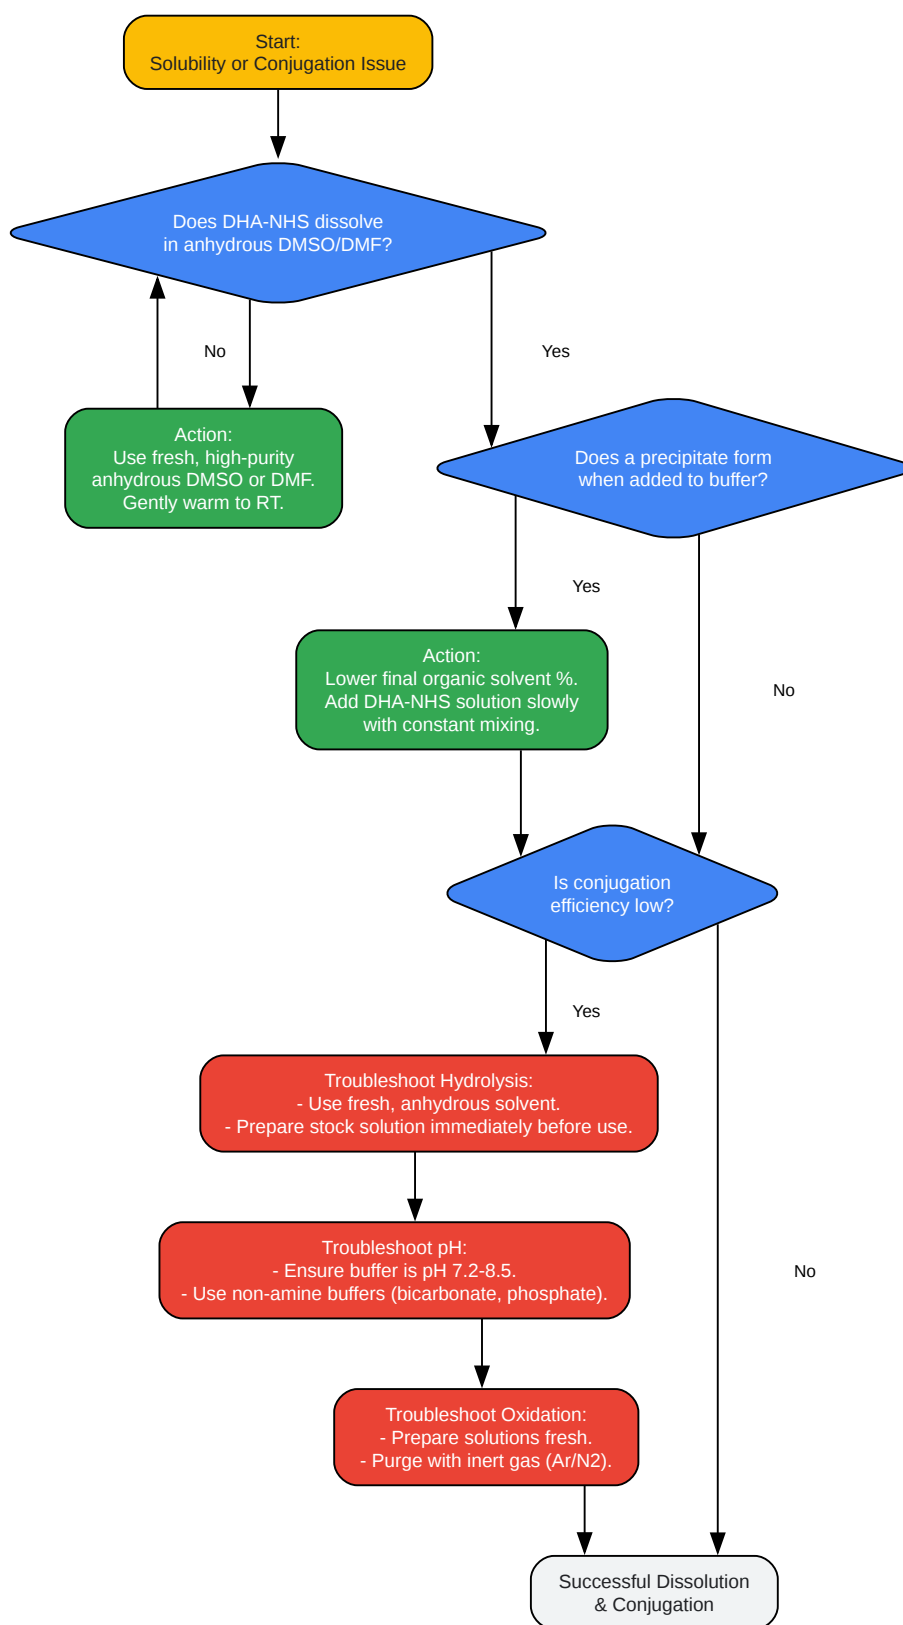 Start:
Solubility or Conjugation Issue
Does DHA-NHS dissolve
in anhydrous DMSO/DMF?
No
Yes
Action:
Use fresh, high-purity
anhydrous DMSO or DMF.
Gently warm to RT.
Does a precipitate form
when added to buffer?
Yes
No
Action:
Lower final organic solvent %.
Add DHA-NHS solution slowly
with constant mixing.
Is conjugation
efficiency low?
Yes
No
Troubleshoot Hydrolysis:
- Use fresh, anhydrous solvent.
- Prepare stock solution immediately before use.
Troubleshoot pH:
- Ensure buffer is pH 7.2-8.5.
- Use non-amine buffers (bicarbonate, phosphate).
Troubleshoot Oxidation:
- Prepare solutions fresh.
- Purge with inert gas (Ar/N2).
Successful Dissolution
& Conjugation